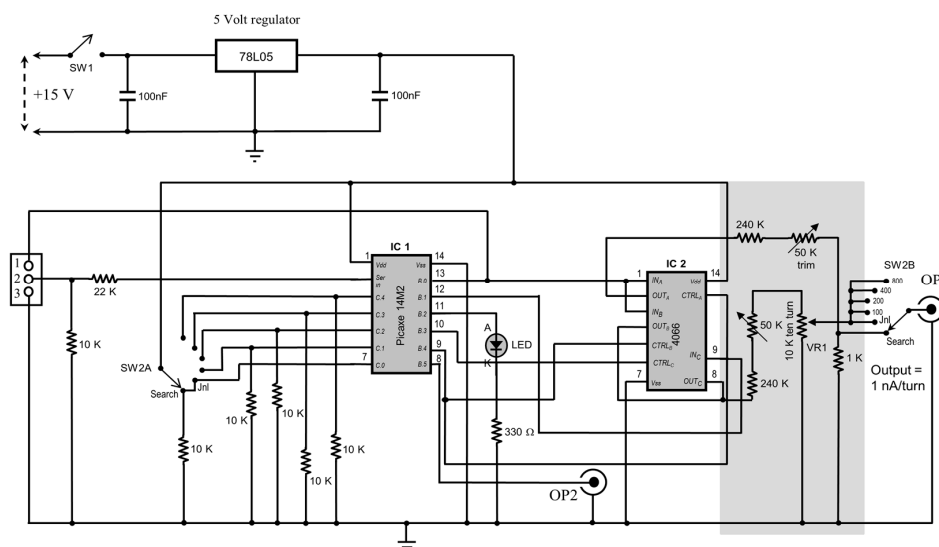 5 Volt regulator
78L05
SW1
+15 V
100nF
100nF
1
2
3
22 K
10 K
SW2A
Search
Jnl
10 K
10 K
10 K
10 K
10 K
IC 1
Picaxe 14M2
1
7
14
13
12
11
10
9
8
Vdd
Ser in
C.4
C.3
C.2
C.1
C.0
Vss
B.0
B.1
B.2
B.3
B.4
B.5
A
LED
K
330 Ω
OP2
IC 2
4066
1
7
14
9
8
INA
OUTA
INB
OUTB
CTRLB
CTRLC
Vss
Vdd
CTRLA
INC
OUTC
240 K
50 K
trim
50 K
240 K
10 K ten turn
VR1
1 K
SW2B
800
400
200
100
Jnl
Search
OP
Output =
1 nA/turn